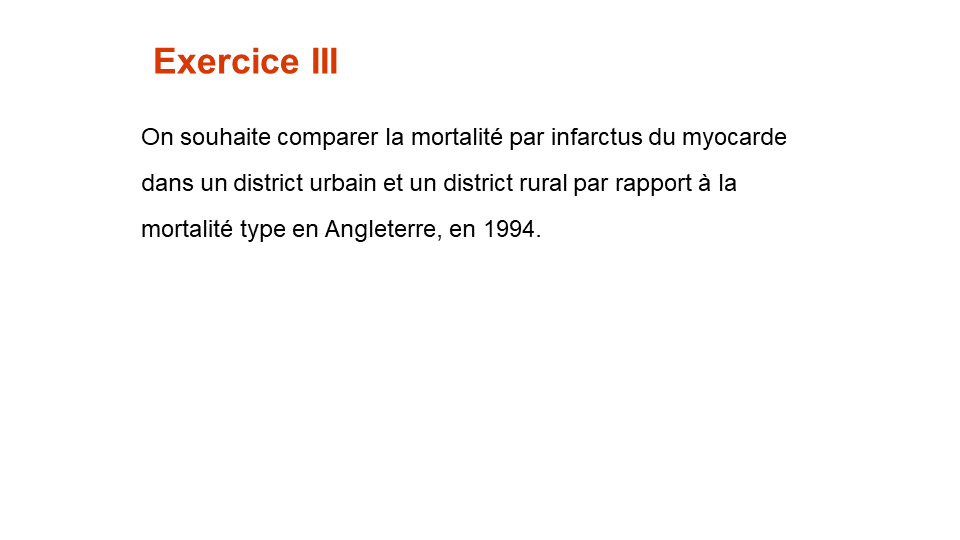 Exercice III
On souhaite comparer la mortalité par infarctus du myocarde
dans un district urbain et un district rural par rapport à la
mortalité type en Angleterre, en 1994.